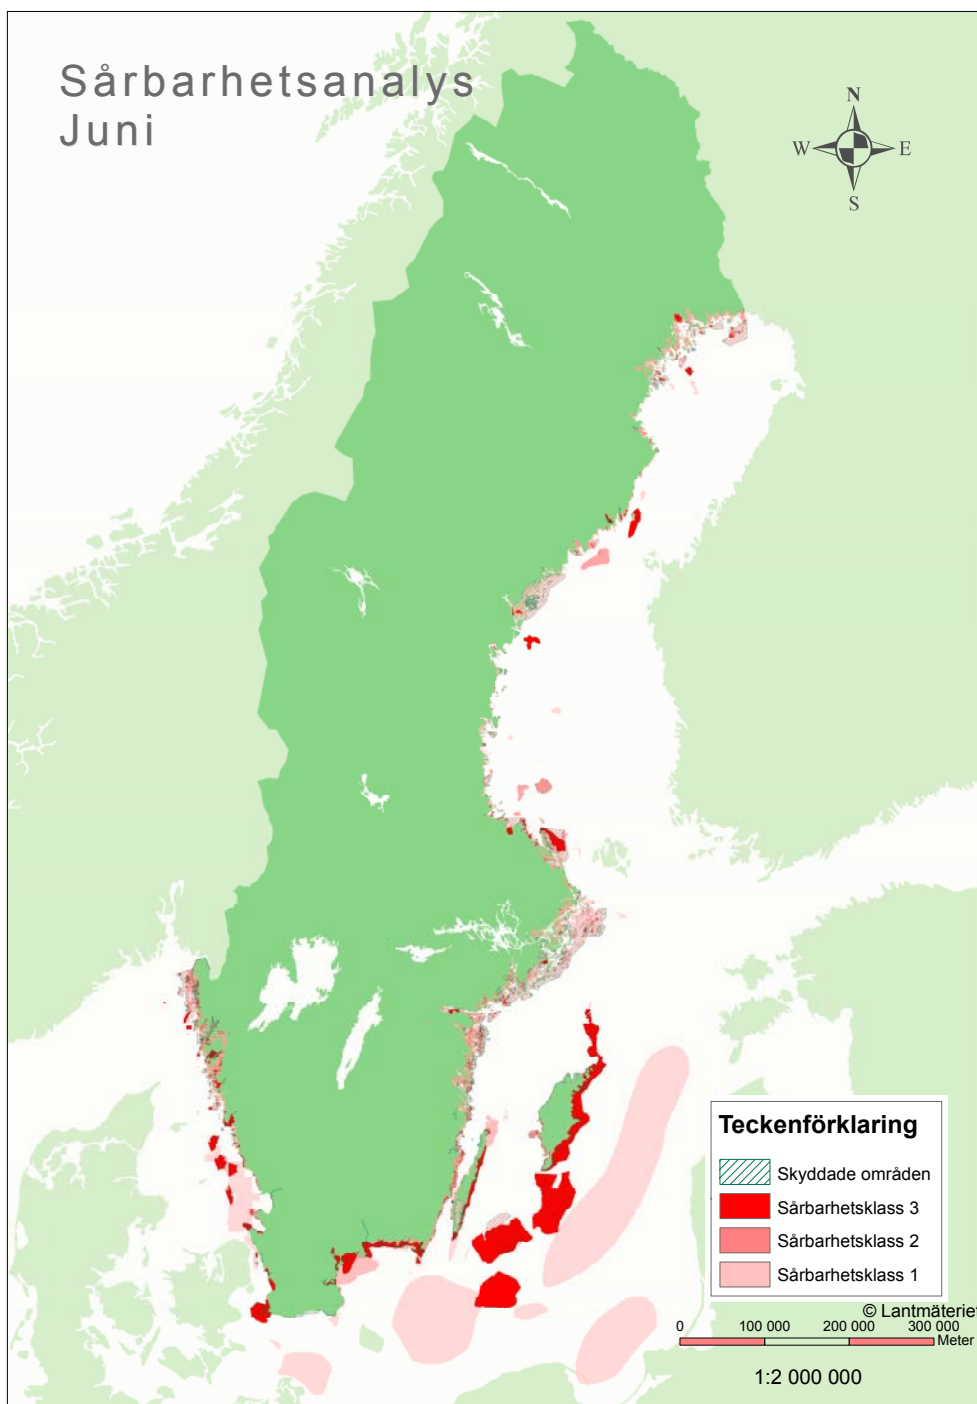 Sårbarhetsanalys
Juni
N
W E
S
Teckenförklaring
Skyddade områden
Sårbarhetsklass 3
Sårbarhetsklass 2
Sårbarhetsklass 1
© Lantmäteriet
0 100 000 200 000 300 000
Meter
1:2 000 000